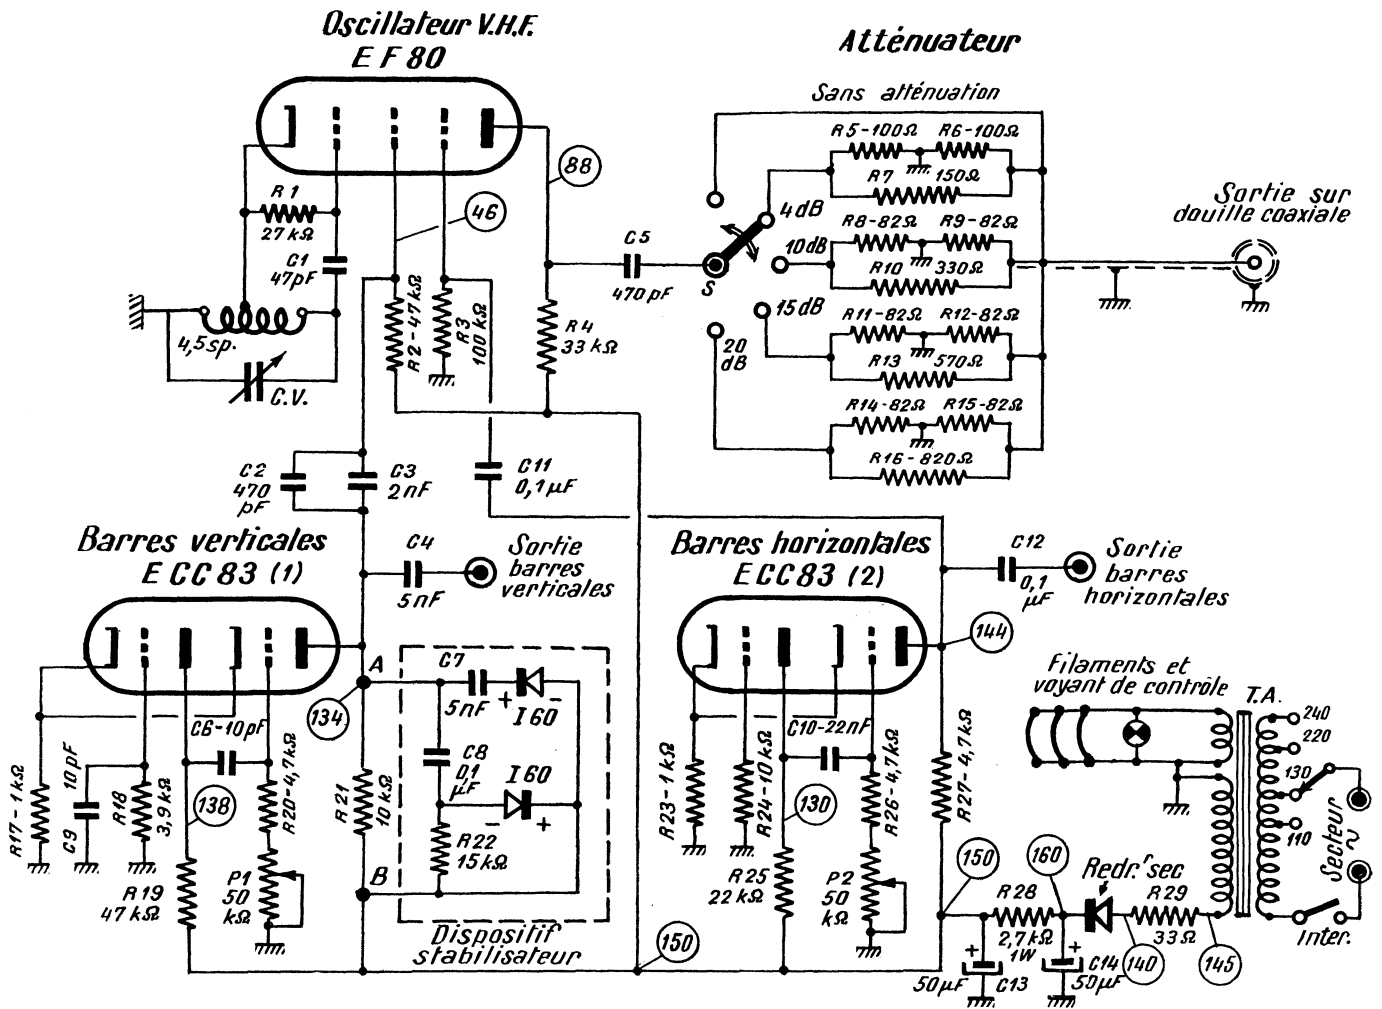 Oscillateur V.H.F.
EF80
Atténuateur
Sans atténuation
R5-100Ω
R6-100Ω
R7
150Ω
4dB
R8-82Ω
R9-82Ω
10dB
R10
330Ω
15dB
R11-82Ω
R12-82Ω
R13
570Ω
20
dB
R14-82Ω
R15-82Ω
R16-820Ω
S
Sortie sur
douille coaxiale
88
46
R1
27kΩ
C1
47pF
4,5sp.
C.V.
R2-47kΩ
R3
100kΩ
R4
33kΩ
C5
470pF
C2
470
pF
C3
2nF
C11
0,1µF
Barres verticales
ECC83 (1)
C4
5nF
Sortie
barres
verticales
Barres horizontales
ECC83 (2)
C12
0,1
µF
Sortie
barres
horizontales
A
134
C7
5nF
+
-
I60
C8
0,1
µF
I60
-
+
R22
15kΩ
B
Dispositif
stabilisateur
R17-1kΩ
C9
10pF
R18
3,9kΩ
C6-10pF
138
R20-4,7kΩ
R19
47kΩ
P1
50
kΩ
R21
10kΩ
150
144
R23-1kΩ
R24-10kΩ
C10-22nF
130
R26-4,7kΩ
R25
22kΩ
P2
50
kΩ
R27-4,7kΩ
Filaments et
voyant de contrôle
T.A.
240
220
130
110
Secteur
~
Inter.
150
160
Redr.r sec
R28
2,7kΩ
1W
R29
33Ω
140
145
+
50µF
C13
+
C14
50µF